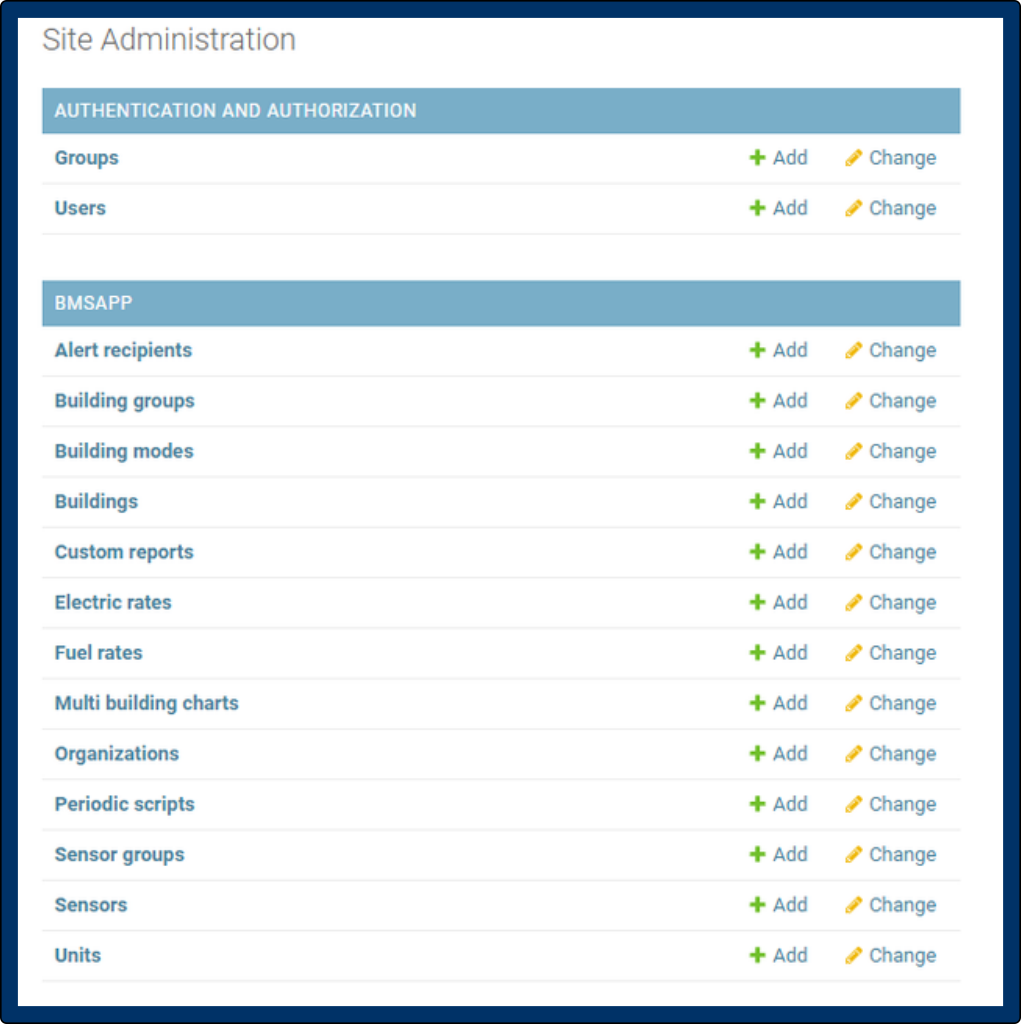 Site Administration
AUTHENTICATION AND AUTHORIZATION
Groups Add Change
Users Add Change
BMSAPP
Alert recipients Add Change
Building groups Add Change
Building modes Add Change
Buildings Add Change
Custom reports Add Change
Electric rates Add Change
Fuel rates Add Change
Multi building charts Add Change
Organizations Add Change
Periodic scripts Add Change
Sensor groups Add Change
Sensors Add Change
Units Add Change